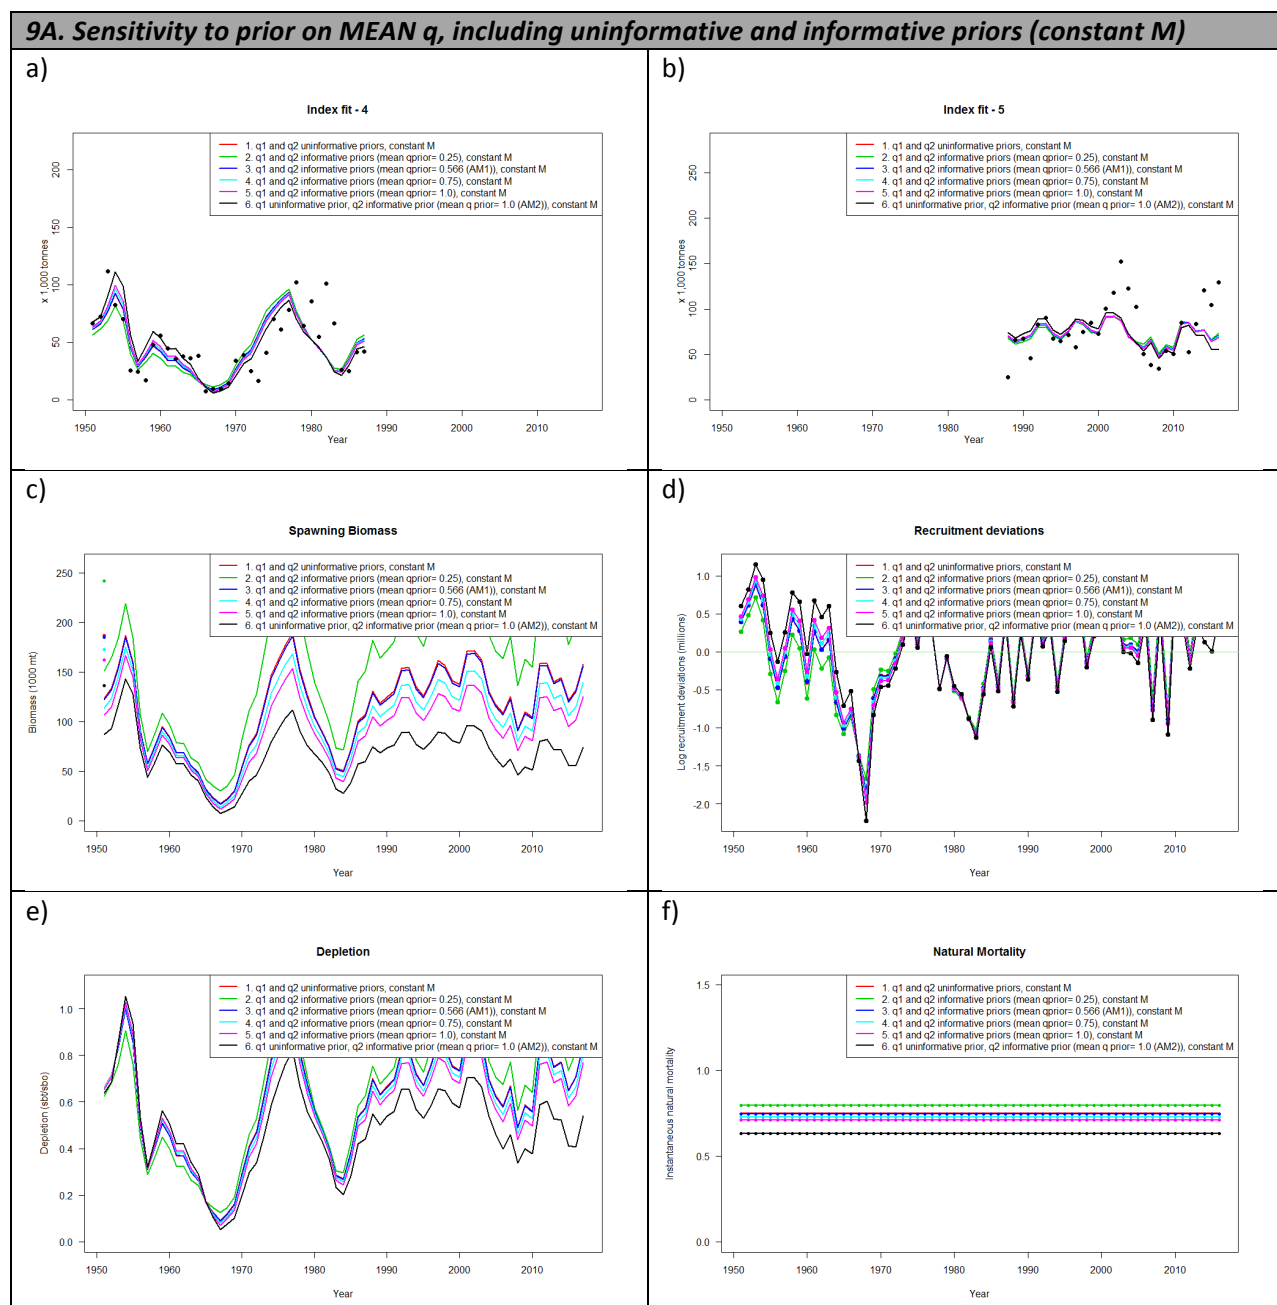 9A. Sensitivity to prior on MEAN q, including uninformative and informative priors (constant M)
a)
Index fit - 4
1. q1 and q2 uninformative priors, constant M
2. q1 and q2 informative priors (mean qprior= 0.25), constant M
3. q1 and q2 informative priors (mean qprior= 0.566 (AM1)), constant M
4. q1 and q2 informative priors (mean qprior= 0.75), constant M
5. q1 and q2 informative priors (mean qprior= 1.0), constant M
6. q1 uninformative prior, q2 informative prior (mean q prior= 1.0 (AM2)), constant M
x 1,000 tonnes
200
150
100
50
0
1950 1960 1970 1980 1990 2000 2010
Year
b)
Index fit - 5
1. q1 and q2 uninformative priors, constant M
2. q1 and q2 informative priors (mean qprior= 0.25), constant M
3. q1 and q2 informative priors (mean qprior= 0.566 (AM1)), constant M
4. q1 and q2 informative priors (mean qprior= 0.75), constant M
5. q1 and q2 informative priors (mean qprior= 1.0), constant M
6. q1 uninformative prior, q2 informative prior (mean q prior= 1.0 (AM2)), constant M
x 1,000 tonnes
250
200
150
100
50
0
1950 1960 1970 1980 1990 2000 2010
Year
c)
Spawning Biomass
1. q1 and q2 uninformative priors, constant M
2. q1 and q2 informative priors (mean qprior= 0.25), constant M
3. q1 and q2 informative priors (mean qprior= 0.566 (AM1)), constant M
4. q1 and q2 informative priors (mean qprior= 0.75), constant M
5. q1 and q2 informative priors (mean qprior= 1.0), constant M
6. q1 uninformative prior, q2 informative prior (mean q prior= 1.0 (AM2)), constant M
Biomass (1000 mt)
250
200
150
100
50
0
1950 1960 1970 1980 1990 2000 2010
Year
d)
Recruitment deviations
1. q1 and q2 uninformative priors, constant M
2. q1 and q2 informative priors (mean qprior= 0.25), constant M
3. q1 and q2 informative priors (mean qprior= 0.566 (AM1)), constant M
4. q1 and q2 informative priors (mean qprior= 0.75), constant M
5. q1 and q2 informative priors (mean qprior= 1.0), constant M
6. q1 uninformative prior, q2 informative prior (mean q prior= 1.0 (AM2)), constant M
Log recruitment deviations (millions)
1.0
0.5
0.0
-0.5
-1.0
-1.5
-2.0
1950 1960 1970 1980 1990 2000 2010
Year
e)
Depletion
1. q1 and q2 uninformative priors, constant M
2. q1 and q2 informative priors (mean qprior= 0.25), constant M
3. q1 and q2 informative priors (mean qprior= 0.566 (AM1)), constant M
4. q1 and q2 informative priors (mean qprior= 0.75), constant M
5. q1 and q2 informative priors (mean qprior= 1.0), constant M
6. q1 uninformative prior, q2 informative prior (mean q prior= 1.0 (AM2)), constant M
Depletion (sbt/sbo)
1.0
0.8
0.6
0.4
0.2
0.0
1950 1960 1970 1980 1990 2000 2010
Year
f)
Natural Mortality
1. q1 and q2 uninformative priors, constant M
2. q1 and q2 informative priors (mean qprior= 0.25), constant M
3. q1 and q2 informative priors (mean qprior= 0.566 (AM1)), constant M
4. q1 and q2 informative priors (mean qprior= 0.75), constant M
5. q1 and q2 informative priors (mean qprior= 1.0), constant M
6. q1 uninformative prior, q2 informative prior (mean q prior= 1.0 (AM2)), constant M
Instantaneous natural mortality
1.5
1.0
0.5
0.0
1950 1960 1970 1980 1990 2000 2010
Year